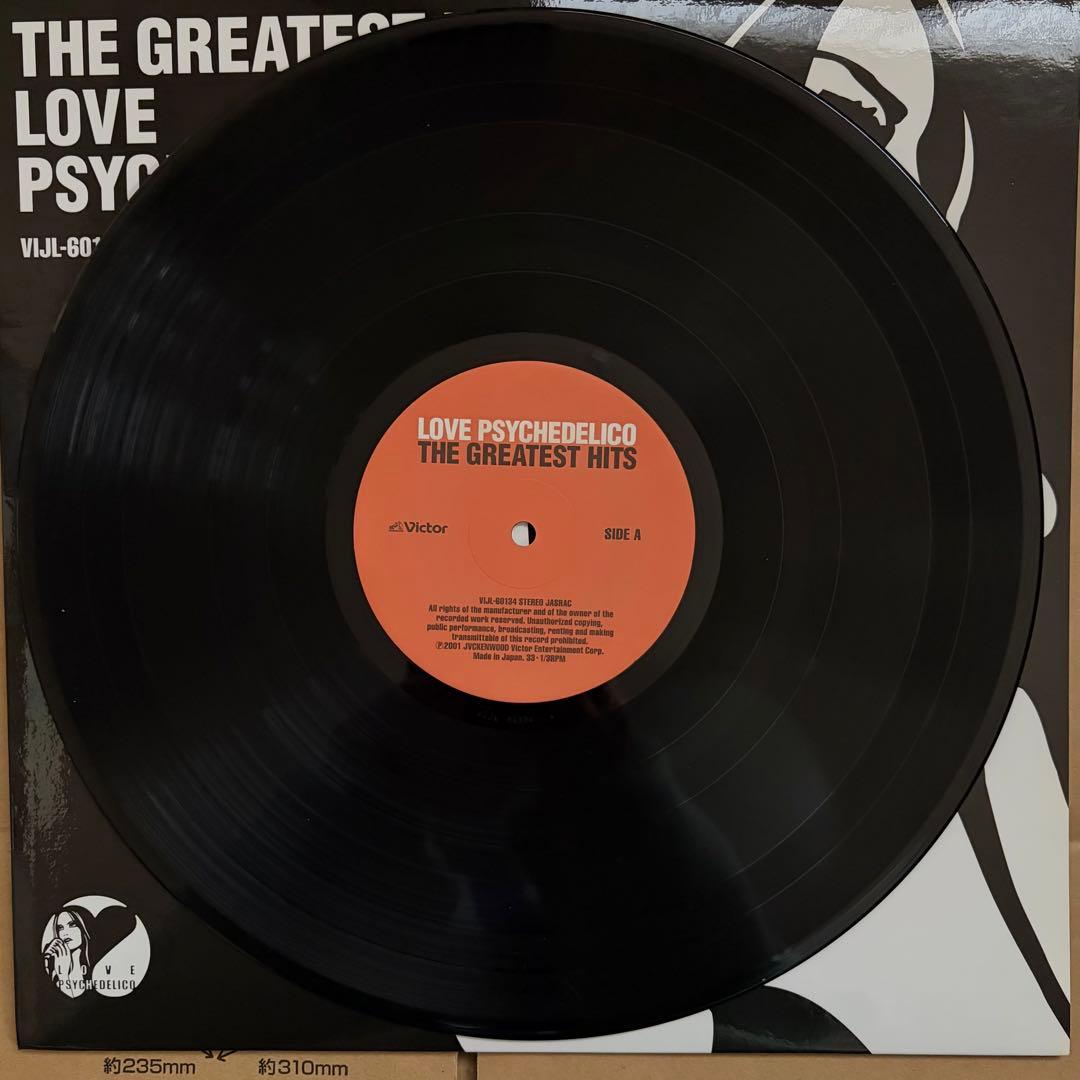 THE GREATES
LOVE
PSYC
VIJL-601
LOVE PSYCHEDELICO
THE GREATEST HITS
Victor
SIDE A
VIJL-60134 STEREO JASRAC
All rights of the manufacturer and of the owner of the
recorded work reserved. Unauthorized copying,
public performance, broadcasting, renting and making
transmittable of this record prohibited.
Ⓟ2001 JVCKENWOOD Victor Entertainment Corp.
Made in Japan. 33・1/3RPM
LOVE
PSYCHEDELICO
約235mm
約310mm